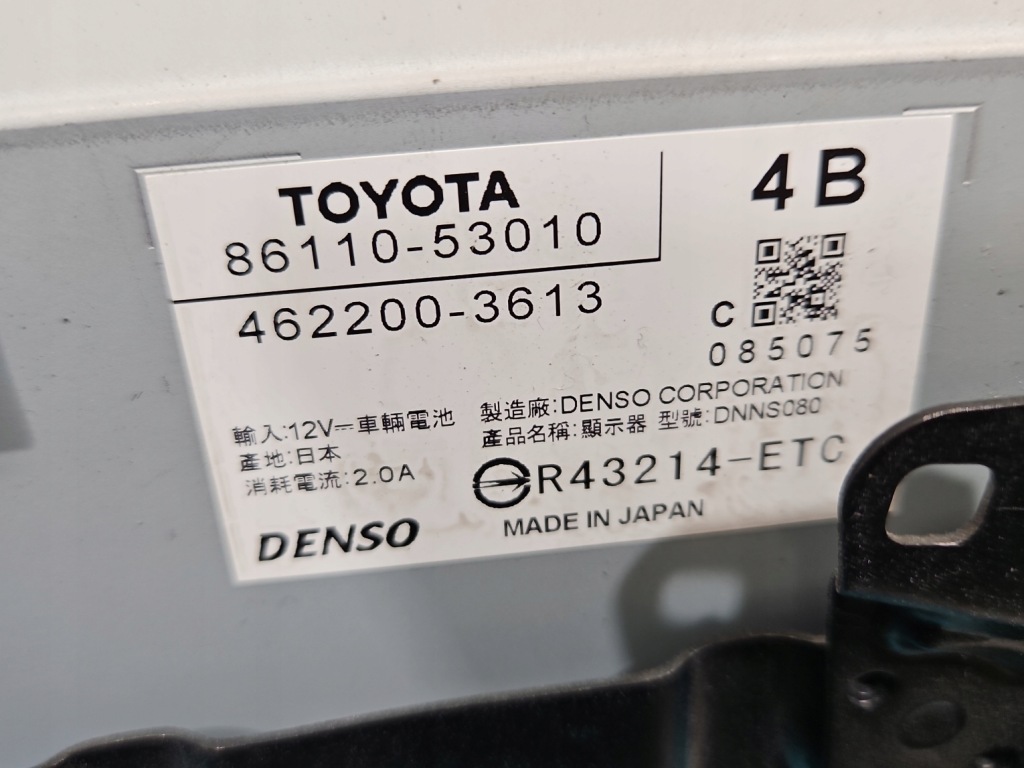 TOYOTA
86110-53010
4B
462200-3613
C
085075
輸入:12V⎓車輛電池
產地:日本
消耗電流:2.0A
製造廠:DENSO CORPORATION
產品名稱:顯示器 型號:DNNS080
R43214-ETC
DENSO
MADE IN JAPAN